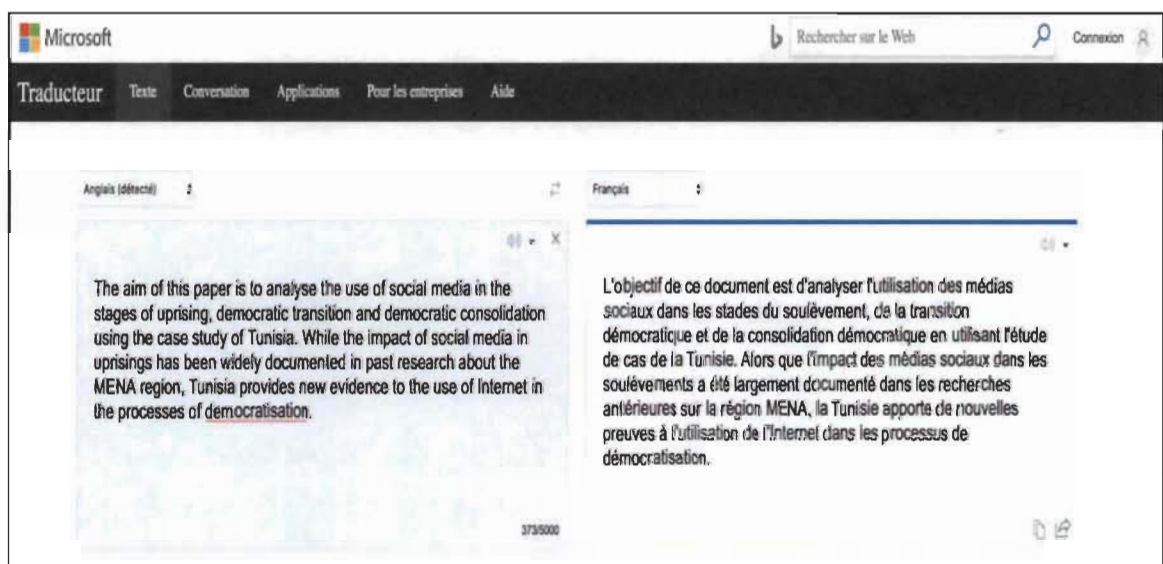 Microsoft
Rechercher sur le Web
Connexion
Traducteur Texte Conversation Applications Pour les entreprises Aide
Anglais (détecté)
Français
The aim of this paper is to analyse the use of social media in the
stages of uprising, democratic transition and democratic consolidation
using the case study of Tunisia. While the impact of social media in
uprisings has been widely documented in past research about the
MENA region, Tunisia provides new evidence to the use of Internet in
the processes of democratisation.
373/5000
L'objectif de ce document est d'analyser l'utilisation des médias
sociaux dans les stades du soulèvement, de la transition
démocratique et de la consolidation démocratique en utilisant l'étude
de cas de la Tunisie. Alors que l'impact des médias sociaux dans les
soulèvements a été largement documenté dans les recherches
antérieures sur la région MENA, la Tunisie apporte de nouvelles
preuves à l'utilisation de l'Internet dans les processus de
démocratisation.